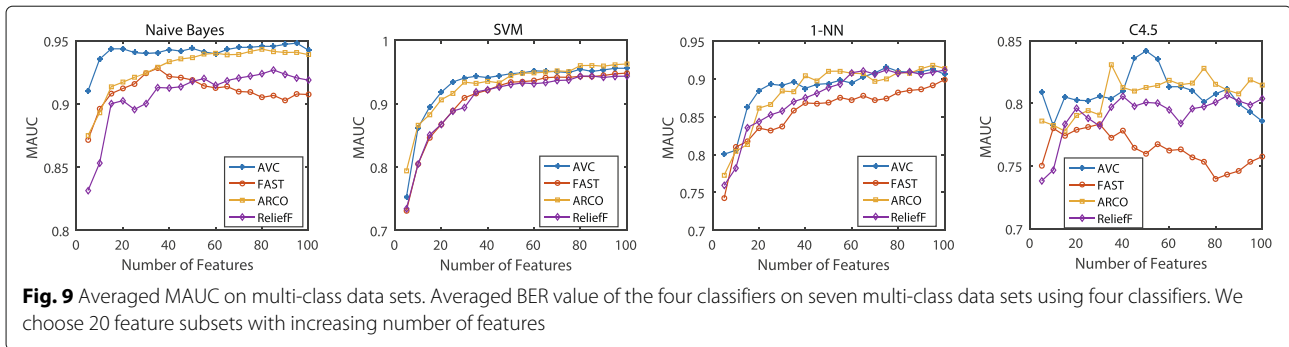 Naive Bayes
0.95
0.9
0.85
0.8
MAUC
0 20 40 60 80 100
Number of Features
AVC
FAST
ARCO
ReliefF
SVM
1
0.9
0.8
0.7
MAUC
0 20 40 60 80 100
Number of Features
AVC
FAST
ARCO
ReliefF
1-NN
0.95
0.9
0.85
0.8
0.75
0.7
MAUC
0 20 40 60 80 100
Number of Features
AVC
FAST
ARCO
ReliefF
C4.5
0.85
0.8
0.75
0.7
MAUC
0 20 40 60 80 100
Number of Features
AVC
FAST
ARCO
ReliefF
Fig. 9 Averaged MAUC on multi-class data sets. Averaged BER value of the four classifiers on seven multi-class data sets using four classifiers. We
choose 20 feature subsets with increasing number of features